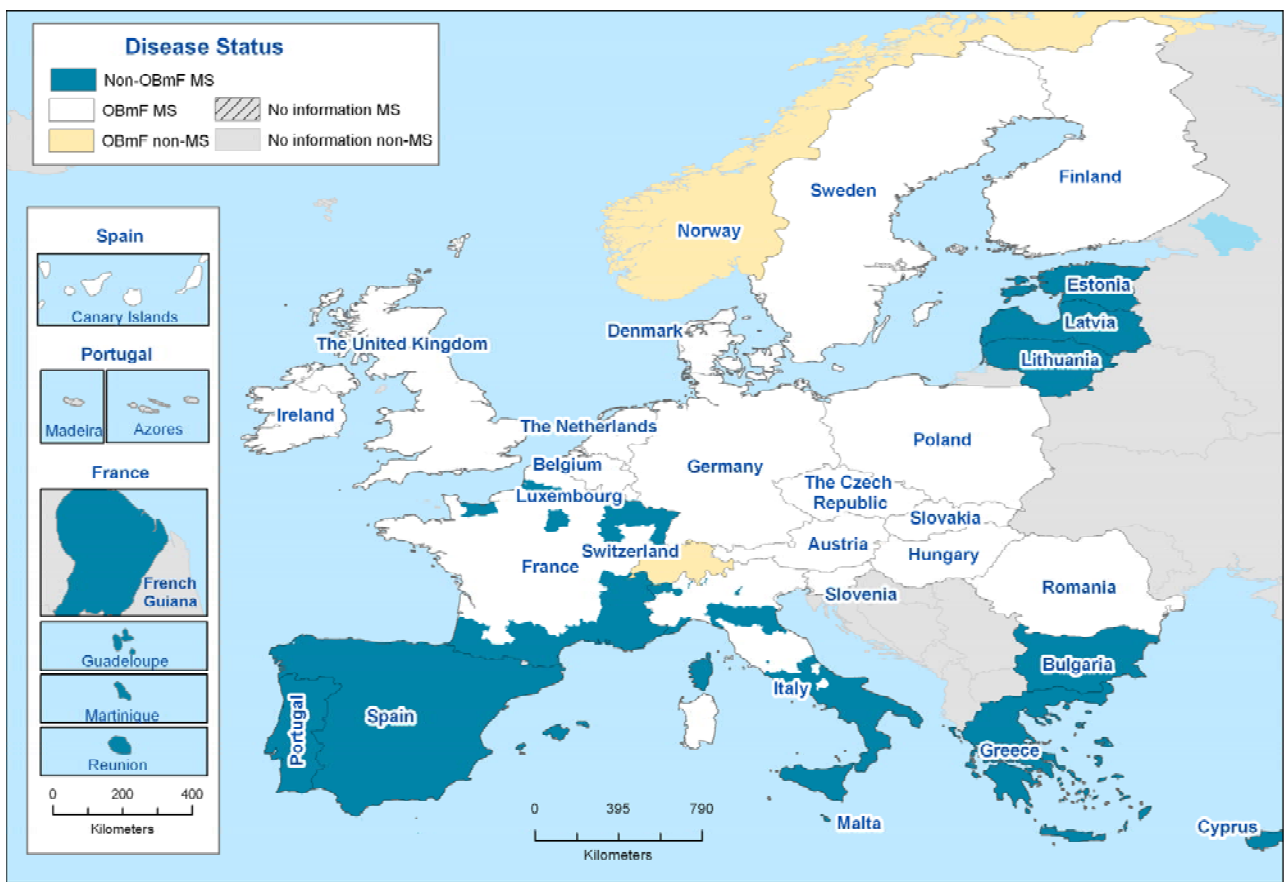 Disease Status
Non-OBmF MS
OBmF MS
No information MS
OBmF non-MS
No information non-MS
Spain
Canary Islands
Portugal
Madeira
Azores
France
French
Guiana
Guadeloupe
Martinique
Reunion
0 200 400
Kilometers
Norway
Sweden
Finland
Estonia
Latvia
Lithuania
Denmark
The United Kingdom
Ireland
The Netherlands
Belgium
Luxembourg
Germany
Poland
The Czech
Republic
Slovakia
Austria
Hungary
Switzerland
France
Slovenia
Romania
Bulgaria
Italy
Portugal
Spain
Greece
Malta
Cyprus
0 395 790
Kilometers